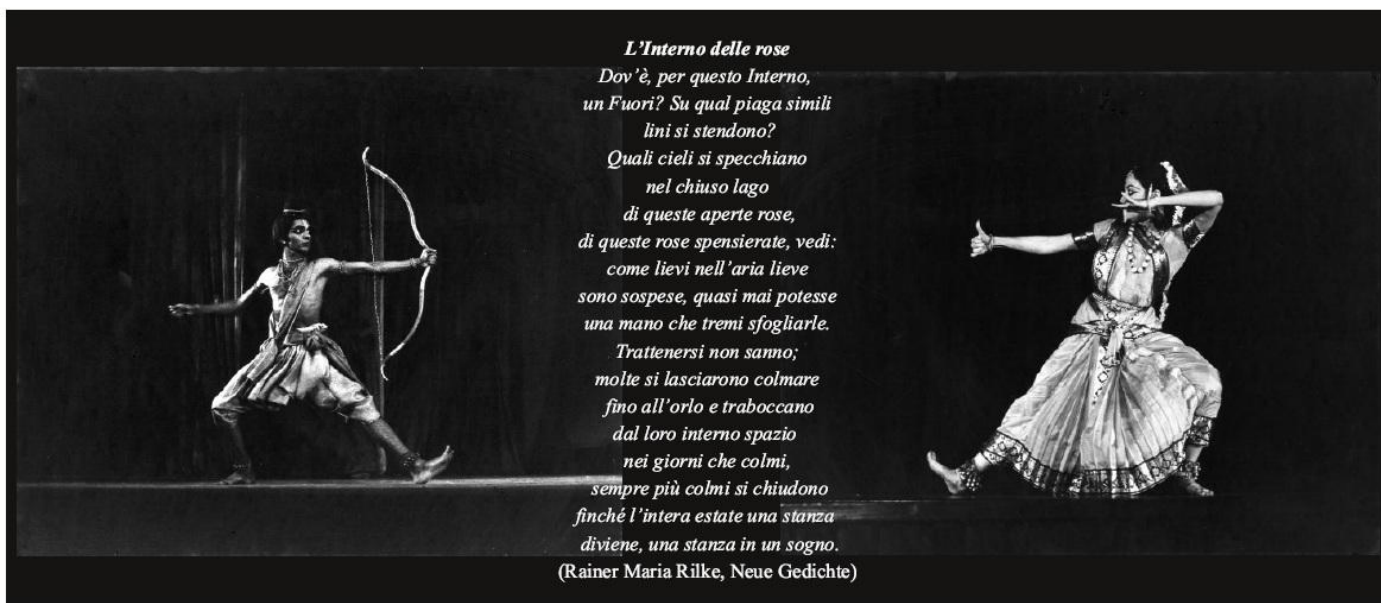 L'Interno delle rose
Dov'è, per questo Interno,
un Fuori? Su qual piaga simili
lini si stendono?
Quali cieli si specchiano
nel chiuso lago
di queste aperte rose,
di queste rose spensierate, vedi:
come lievi nell'aria lieve
sono sospese, quasi mai potesse
una mano che tremi sfogliarle.
Trattenersi non sanno;
molte si lasciarono colmare
fino all'orlo e traboccano
dal loro interno spazio
nei giorni che colmi,
sempre più colmi si chiudono
finché l'intera estate una stanza
diviene, una stanza in un sogno.
(Rainer Maria Rilke, Neue Gedichte)